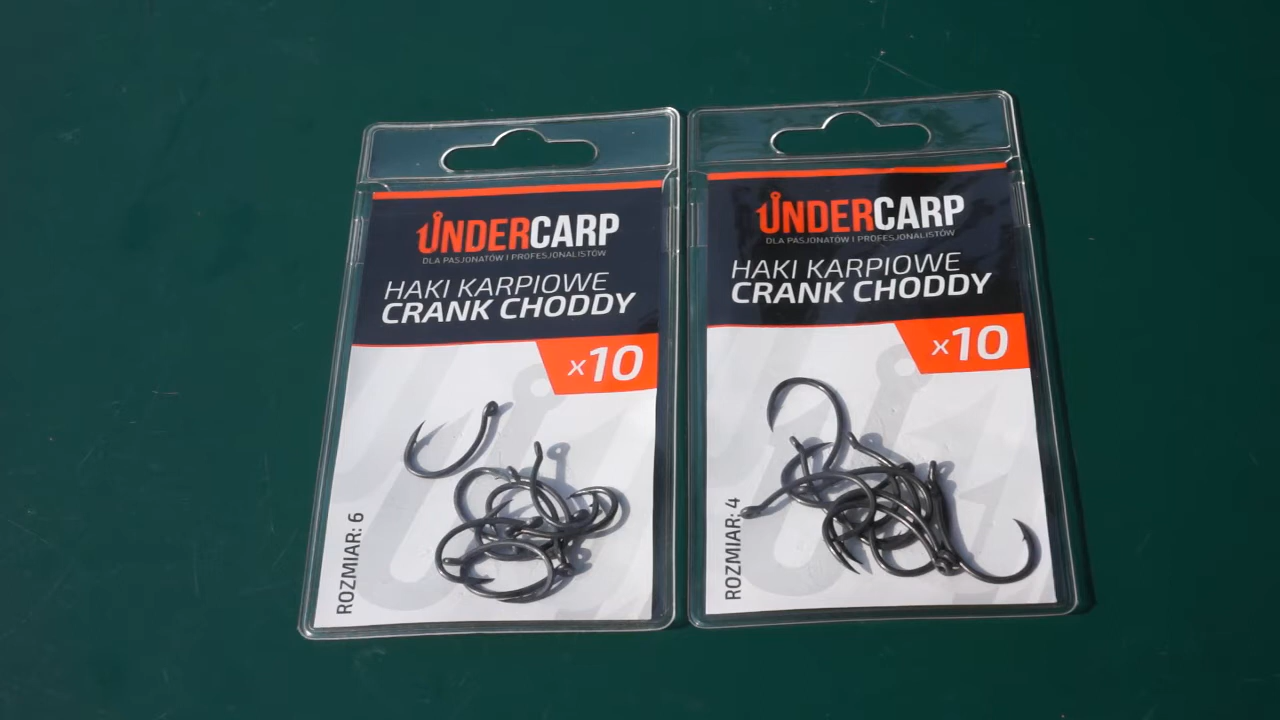 UNDERCARP
DLA PASJONATÓW I PROFESJONALISTÓW
HAKI KARPIOWE
CRANK CHODDY
x10
ROZMIAR: 6
UNDERCARP
DLA PASJONATÓW I PROFESJONALISTÓW
HAKI KARPIOWE
CRANK CHODDY
x10
ROZMIAR: 4